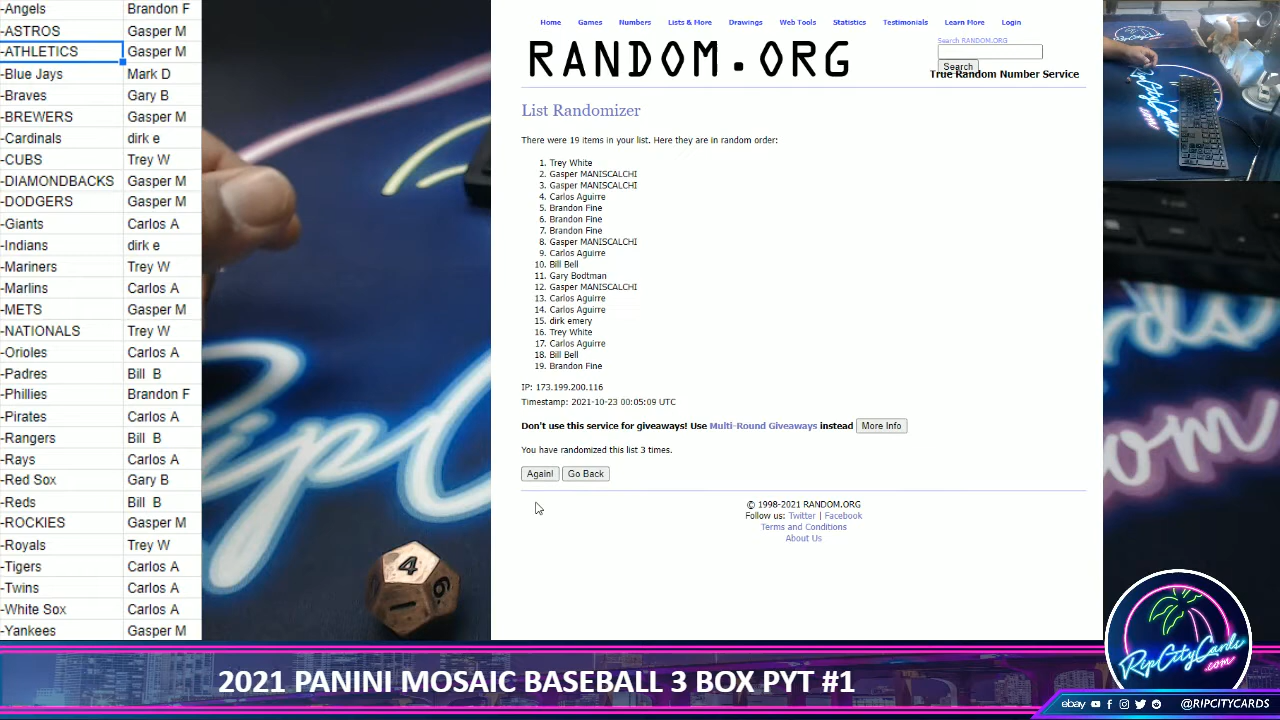 -Angels Brandon F
-ASTROS Gasper M
-ATHLETICS Gasper M
-Blue Jays Mark D
-Braves Gary B
-BREWERS Gasper M
-Cardinals dirk e
-CUBS Trey W
-DIAMONDBACKS Gasper M
-DODGERS Gasper M
-Giants Carlos A
-Indians dirk e
-Mariners Trey W
-Marlins Carlos A
-METS Gasper M
-NATIONALS Trey W
-Orioles Carlos A
-Padres Bill B
-Phillies Brandon F
-Pirates Carlos A
-Rangers Bill B
-Rays Carlos A
-Red Sox Gary B
-Reds Bill B
-ROCKIES Gasper M
-Royals Trey W
-Tigers Carlos A
-Twins Carlos A
-White Sox Carlos A
-Yankees Gasper M
4
6
Home Games Numbers Lists & More Drawings Web Tools Statistics Testimonials Learn More Login
RANDOM.ORG
Search RANDOM.ORG
Search
True Random Number Service
List Randomizer
There were 19 items in your list. Here they are in random order:
1. Trey White
2. Gasper MANISCALCHI
3. Gasper MANISCALCHI
4. Carlos Aguirre
5. Brandon Fine
6. Brandon Fine
7. Brandon Fine
8. Gasper MANISCALCHI
9. Carlos Aguirre
10. Bill Bell
11. Gary Bodtman
12. Gasper MANISCALCHI
13. Carlos Aguirre
14. Carlos Aguirre
15. dirk emery
16. Trey White
17. Carlos Aguirre
18. Bill Bell
19. Brandon Fine
IP: 173.199.200.116
Timestamp: 2021-10-23 00:05:09 UTC
Don't use this service for giveaways! Use Multi-Round Giveaways instead More Info
You have randomized this list 3 times.
Again! Go Back
© 1998-2021 RANDOM.ORG
Follow us: Twitter | Facebook
Terms and Conditions
About Us
2021 PANINI MOSAIC BASEBALL 3 BOX PYT #1
RipCityCards
.com
ebay @RIPCITYCARDS